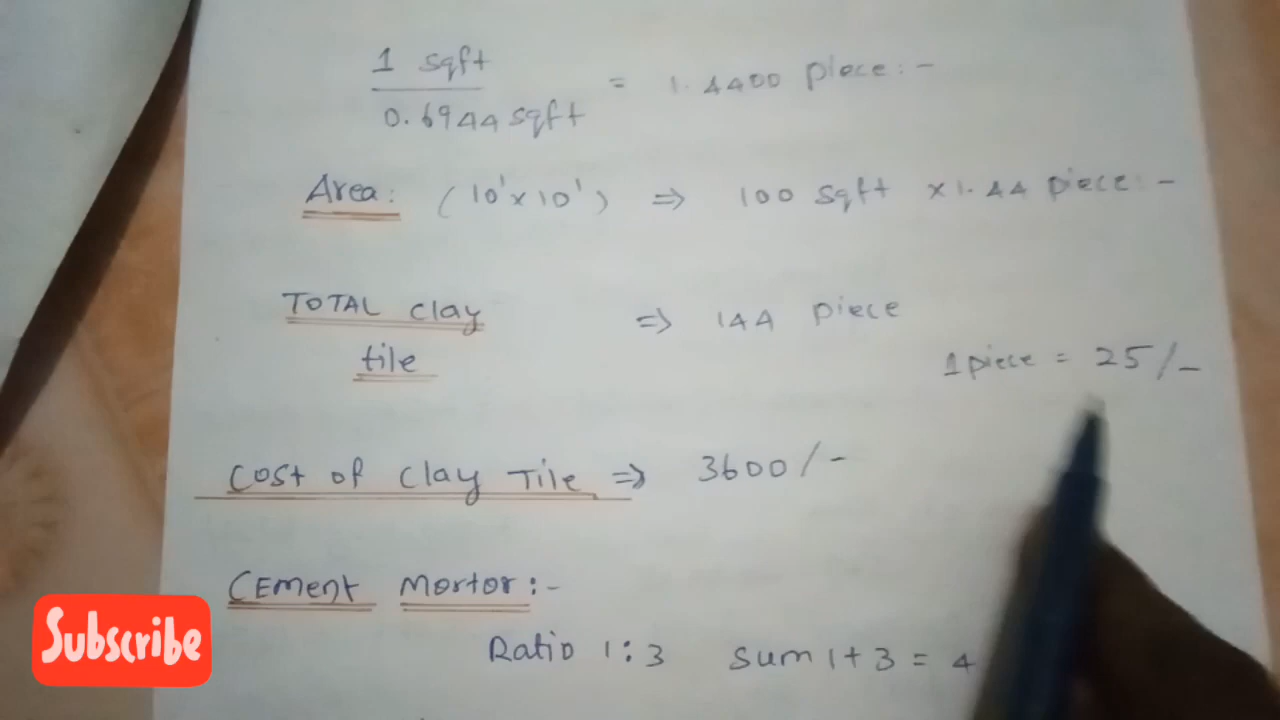 1 sqft
0.6944 sqft
= 1.4400 piece:-
Area: (10'x10') => 100 sqft x 1.44 piece:-
TOTAL clay => 144 piece
tile
1 piece = 25/-
Cost of Clay Tile => 3600/-
CEment Mortor:-
Ratio 1:3 sum 1+3 = 4
Subscribe